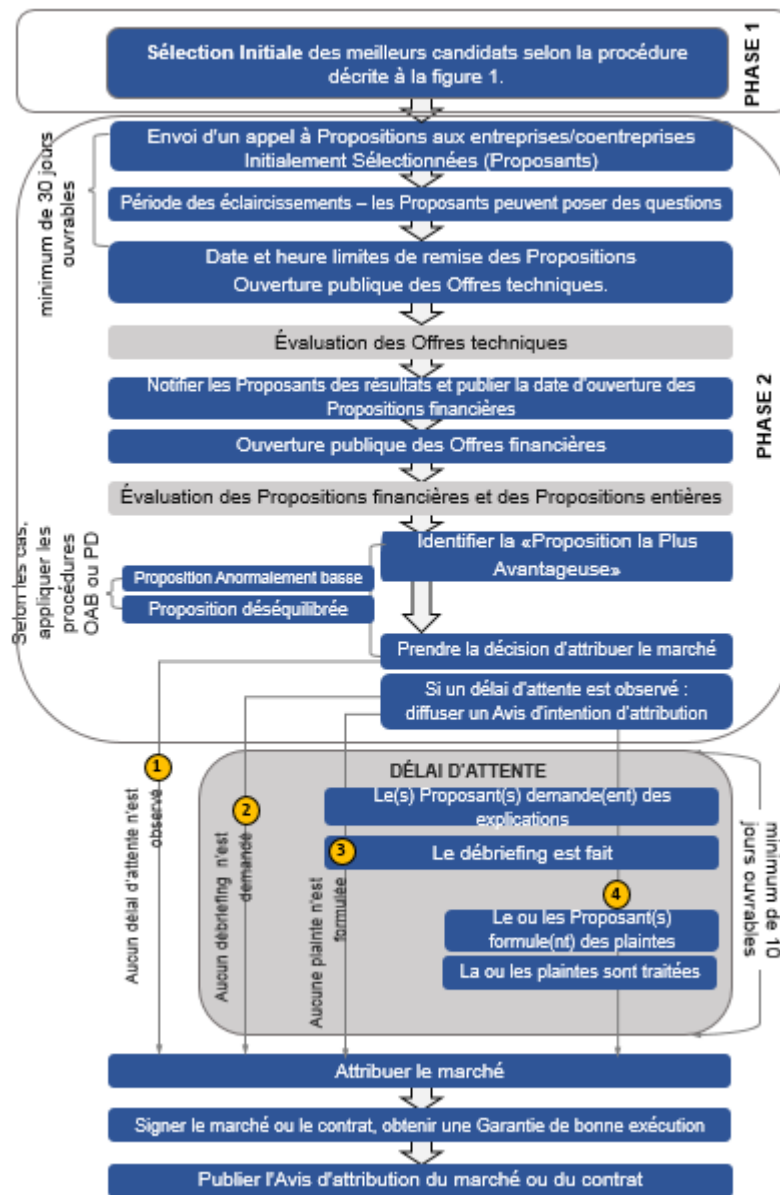 Sélection Initiale des meilleurs candidats selon la procédure
décrite à la figure 1.
PHASE 1
Envoi d'un appel à Propositions aux entreprises/coentreprises
Initialement Sélectionnées (Proposants)
minimum de 30 jours
ouvrables
Période des éclaircissements – les Proposants peuvent poser des questions
Date et heure limites de remise des Propositions
Ouverture publique des Offres techniques.
Évaluation des Offres techniques
Notifier les Proposants des résultats et publier la date d'ouverture des
Propositions financières
PHASE 2
Ouverture publique des Offres financières
Évaluation des Propositions financières et des Propositions entières
Identifier la «Proposition la Plus
Avantageuse»
Selon les cas,
appliquer les
procédures
OAB ou PD
Proposition Anormalement basse
Proposition déséquilibrée
Prendre la décision d'attribuer le marché
Si un délai d'attente est observé :
diffuser un Avis d'intention d'attribution
DÉLAI D'ATTENTE
1
Aucun délai d'attente n'est
observé
2
Aucun débriefing n'est
demandé
3
Aucune plainte n'est
formulée
Le(s) Proposant(s) demande(ent) des
explications
Le débriefing est fait
4
Le ou les Proposant(s)
formule(nt) des plaintes
La ou les plaintes sont traitées
minimum de 10
jours ouvrables
Attribuer le marché
Signer le marché ou le contrat, obtenir une Garantie de bonne exécution
Publier l'Avis d'attribution du marché ou du contrat